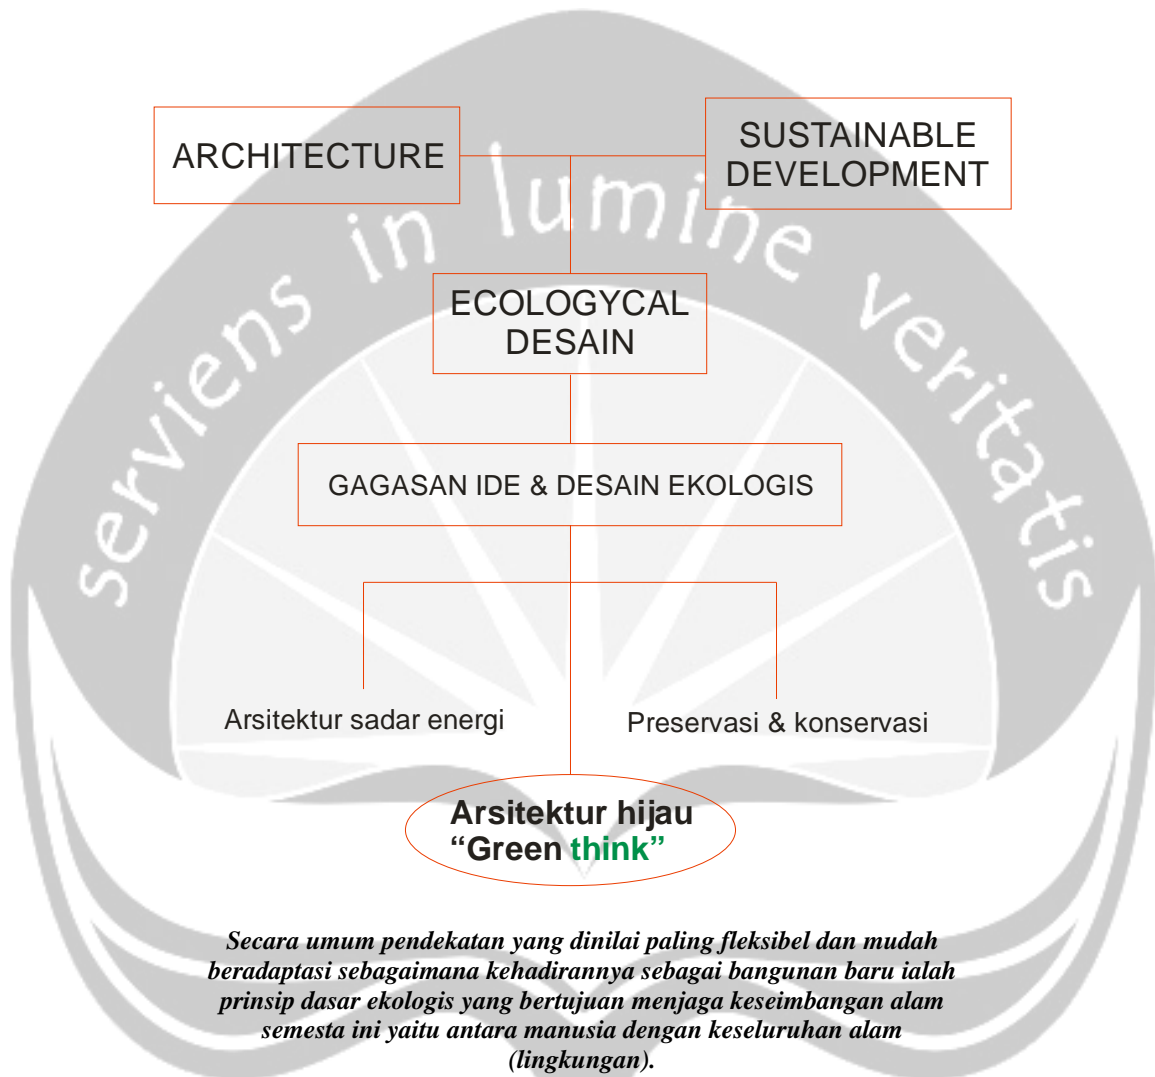 ARCHITECTURE
SUSTAINABLE
DEVELOPMENT
serviens in lumine veritatis
ECOLOGYCAL
DESAIN
GAGASAN IDE & DESAIN EKOLOGIS
Arsitektur sadar energi
Preservasi & konservasi
Arsitektur hijau
“Green think”
Secara umum pendekatan yang dinilai paling fleksibel dan mudah
beradaptasi sebagaimana kehadirannya sebagai bangunan baru ialah
prinsip dasar ekologis yang bertujuan menjaga keseimbangan alam
semesta ini yaitu antara manusia dengan keseluruhan alam
(lingkungan).